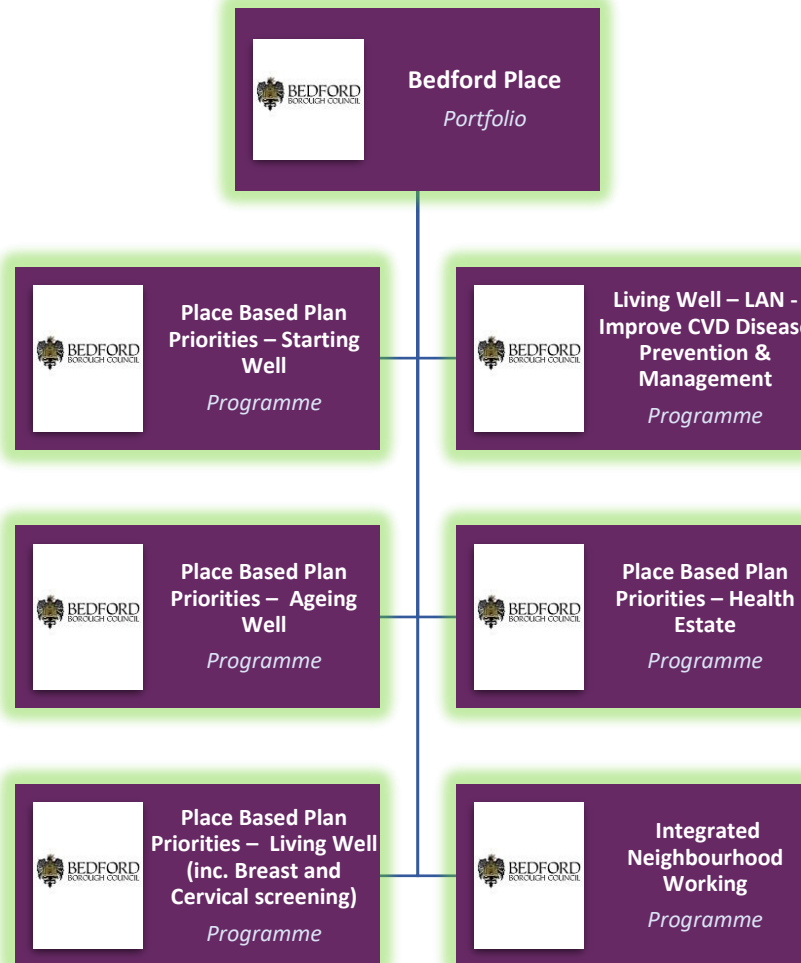 BEDFORD
BOROUGH COUNCIL
Bedford Place
Portfolio
BEDFORD
BOROUGH COUNCIL
Place Based Plan
Priorities – Starting
Well
Programme
BEDFORD
BOROUGH COUNCIL
Living Well – LAN -
Improve CVD Diseas
Prevention &
Management
Programme
BEDFORD
BOROUGH COUNCIL
Place Based Plan
Priorities –  Ageing
Well
Programme
BEDFORD
BOROUGH COUNCIL
Place Based Plan
Priorities – Health
Estate
Programme
BEDFORD
BOROUGH COUNCIL
Place Based Plan
Priorities –  Living Well
(inc. Breast and
Cervical screening)
Programme
BEDFORD
BOROUGH COUNCIL
Integrated
Neighbourhood
Working
Programme